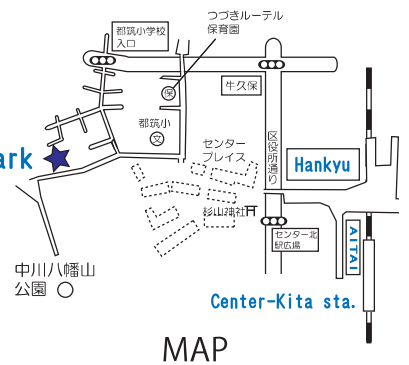 つづきルーテル
保育園
都筑小学校
入口
保
牛久保
都筑小
文
センター
プレイス
区役所通り
ark
Hankyu
杉山神社
センター北
駅広場
AITAI
中川八幡山
公園
Center-Kita sta.
MAP